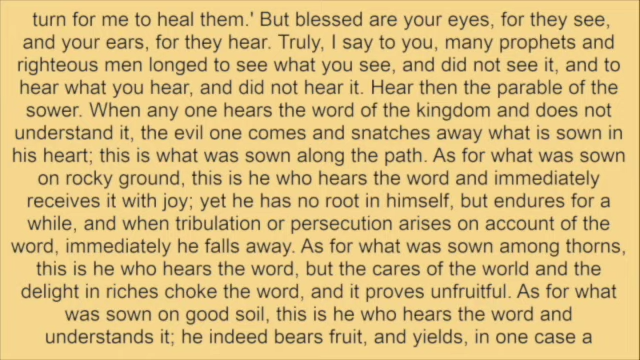 turn for me to heal them.' But blessed are your eyes, for they see,
and your ears, for they hear. Truly, I say to you, many prophets and
righteous men longed to see what you see, and did not see it, and to
hear what you hear, and did not hear it. Hear then the parable of the
sower. When any one hears the word of the kingdom and does not
understand it, the evil one comes and snatches away what is sown in
his heart; this is what was sown along the path. As for what was sown
on rocky ground, this is he who hears the word and immediately
receives it with joy; yet he has no root in himself, but endures for a
while, and when tribulation or persecution arises on account of the
word, immediately he falls away. As for what was sown among thorns,
this is he who hears the word, but the cares of the world and the
delight in riches choke the word, and it proves unfruitful. As for what
was sown on good soil, this is he who hears the word and
understands it; he indeed bears fruit, and yields, in one case a